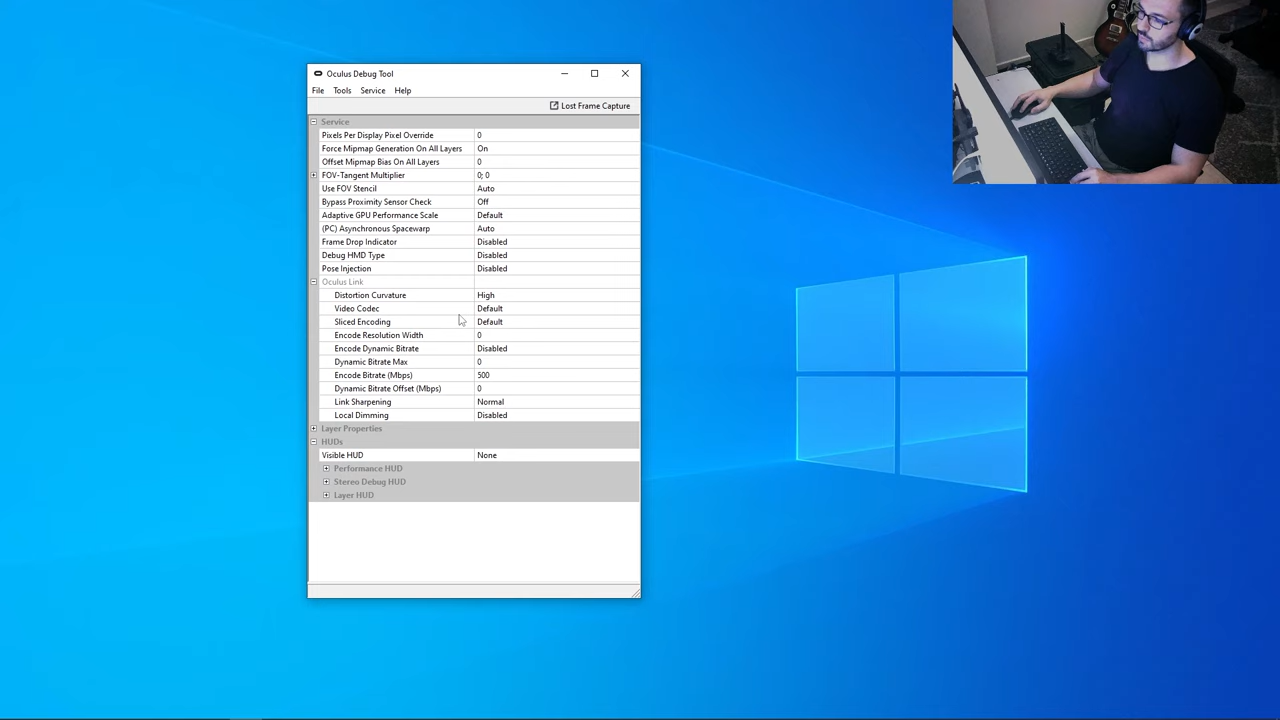 Oculus Debug Tool
File Tools Service Help
Lost Frame Capture
Service
Pixels Per Display Pixel Override 0
Force Mipmap Generation On All Layers On
Offset Mipmap Bias On All Layers 0
FOV-Tangent Multiplier 0; 0
Use FOV Stencil Auto
Bypass Proximity Sensor Check Off
Adaptive GPU Performance Scale Default
(PC) Asynchronous Spacewarp Auto
Frame Drop Indicator Disabled
Debug HMD Type Disabled
Pose Injection Disabled
Oculus Link
Distortion Curvature High
Video Codec Default
Sliced Encoding Default
Encode Resolution Width 0
Encode Dynamic Bitrate Disabled
Dynamic Bitrate Max 0
Encode Bitrate (Mbps) 500
Dynamic Bitrate Offset (Mbps) 0
Link Sharpening Normal
Local Dimming Disabled
Layer Properties
HUDs
Visible HUD None
Performance HUD
Stereo Debug HUD
Layer HUD